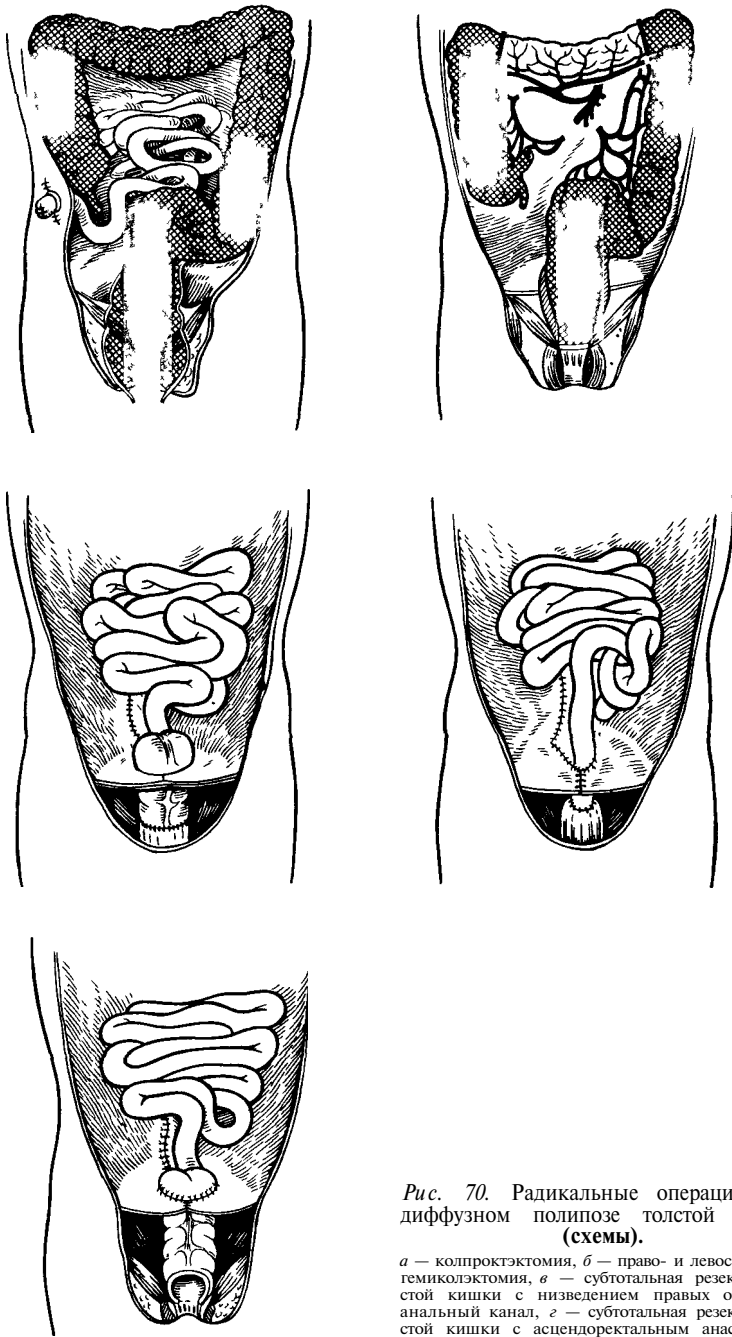 Рис. 70. Радикальные операци
диффузном полипозе толстой
(схемы).
а — колпроктэктомия, б — право- и левос
гемиколэктомия, в — субтотальная резек
стой кишки с низведением правых о
анальный канал, г — субтотальная резек
стой кишки с асцендоректальным анас